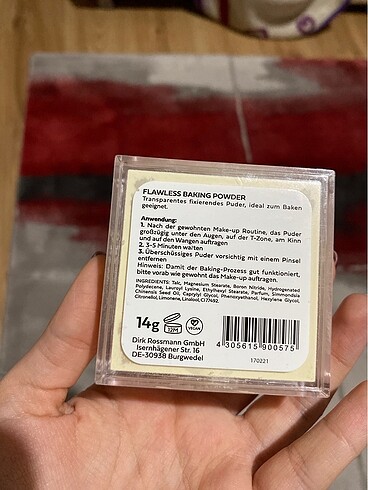 FLAWLESS BAKING POWDER
Transparentes fixierendes Puder, ideal zum Baken
geeignet.
Anwendung:
1. Nach der gewohnten Make-up Routine, das Puder
großzügig unter den Augen, auf der T-Zone, am Kinn
und auf den Wangen auftragen
2. 3-5 Minuten warten
3. Überschüssiges Puder vorsichtig mit einem Pinsel
entfernen
Hinweis: Damit der Baking-Prozess gut funktioniert,
bitte vorab wie gewohnt das Make-up auftragen.
INGREDIENTS: Talc, Magnesium Stearate, Boron Nitride, Hydrogenated
Polydecene, Lauroyl Lysine, Ethylhexyl Stearate, Parfum, Simmondsia
Chinensis Seed Oil, Caprylyl Glycol, Phenoxyethanol, Hexylene Glycol,
Citronellol, Limonene, Linalool, CI77492.
14g 12M VEGAN
Dirk Rossmann GmbH
Isernhägener Str. 16
DE-30938 Burgwedel
4 305615 900575
170221